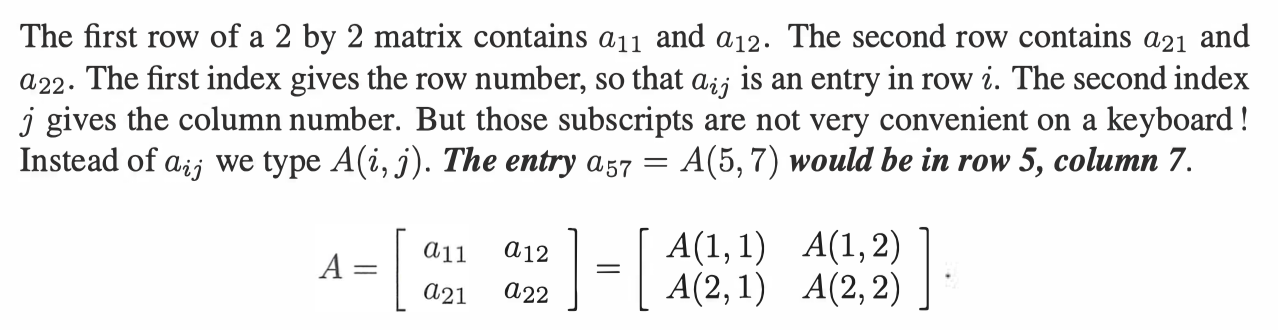 The first row of a 2 by 2 matrix contains a₁₁ and a₁₂. The second row contains a₂₁ and
a₂₂. The first index gives the row number, so that aᵢⱼ is an entry in row i. The second index
j gives the column number. But those subscripts are not very convenient on a keyboard!
Instead of aᵢⱼ we type A(i, j). The entry a₅₇ = A(5, 7) would be in row 5, column 7.
A = [ a₁₁ a₁₂ ] = [ A(1, 1) A(1, 2) ]
[ a₂₁ a₂₂ ] [ A(2, 1) A(2, 2) ].